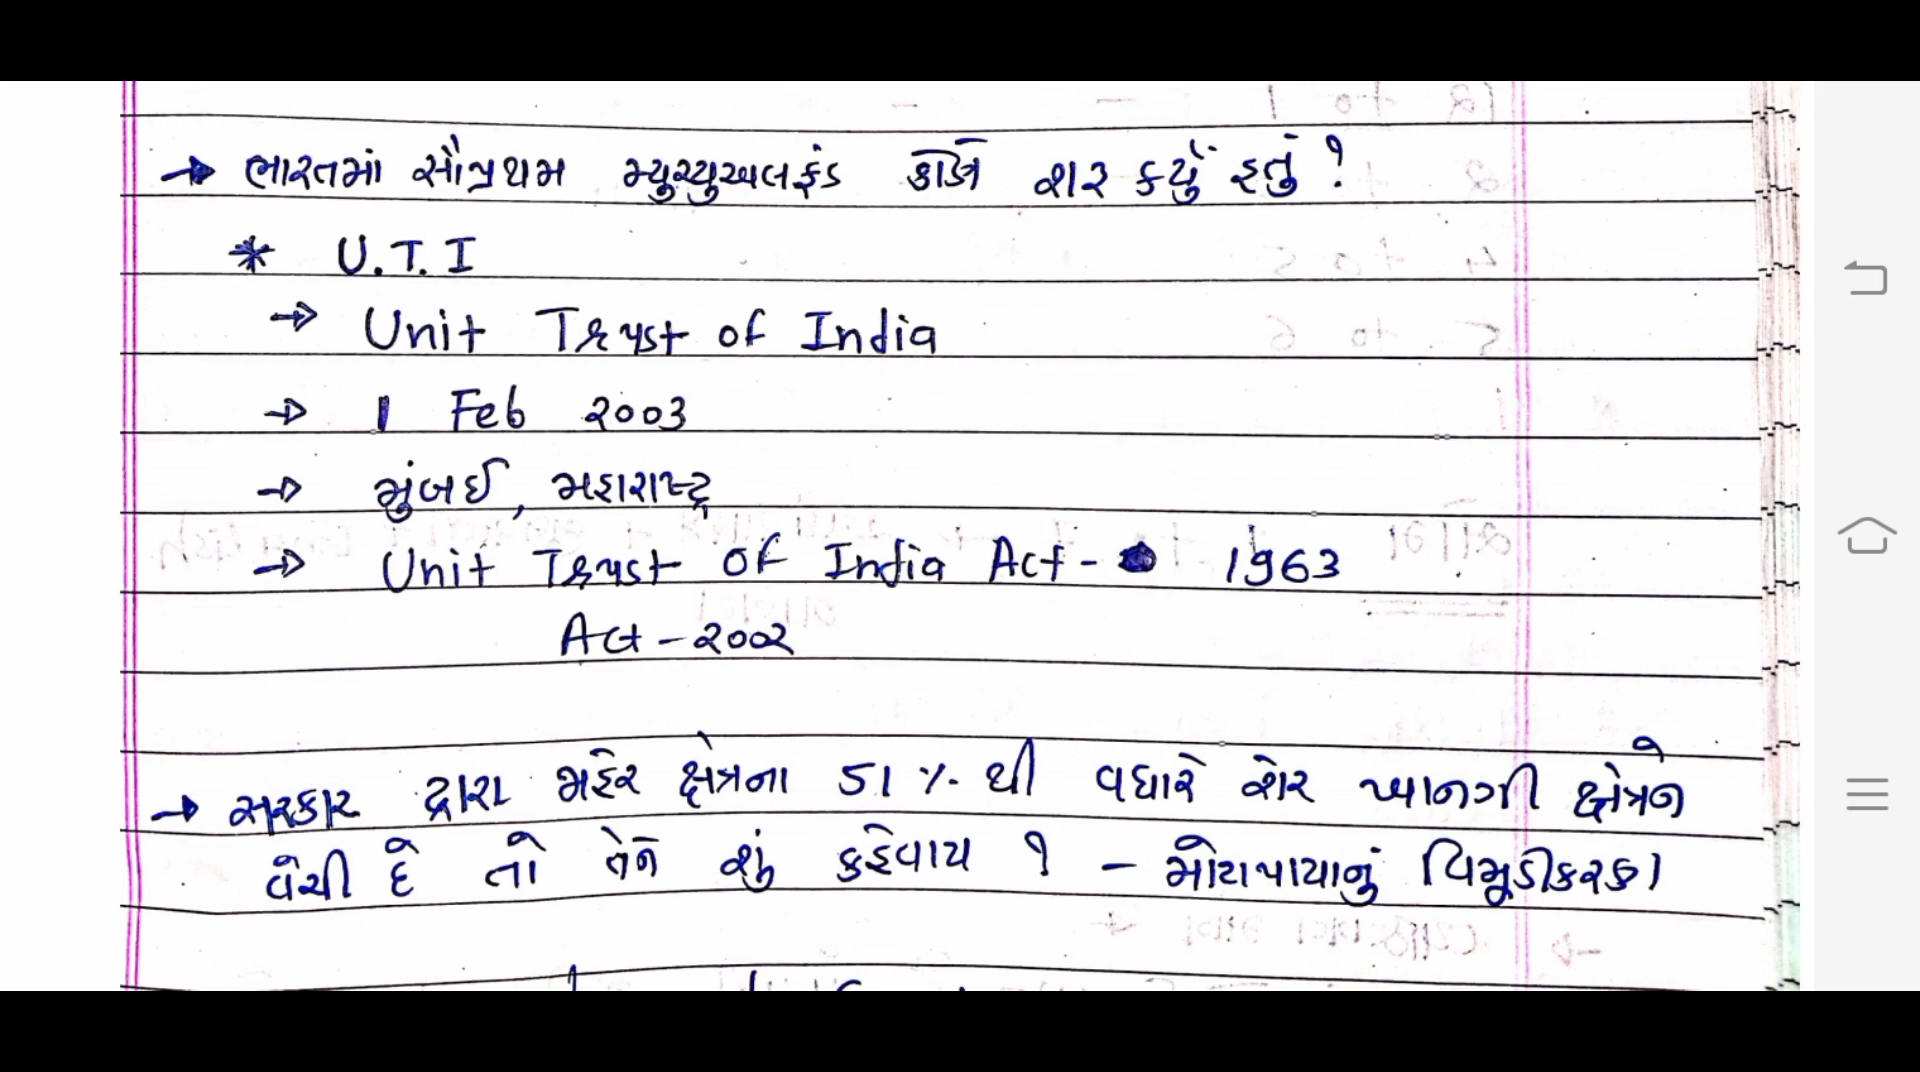 → ભારતમાં સૌપ્રથમ મ્યુચ્યુઅલફંડ કોણે શરૂ કર્યું હતું ?
* U.T.I
→ Unit Trust of India
→ 1 Feb 2003
→ મુંબઈ, મહારાષ્ટ્ર
→ Unit Trust Of India Act - 1963
Act - 2002
→ સરકાર દ્વારા જાહેર ક્ષેત્રના 51 % થી વધારે શેર ખાનગી ક્ષેત્રને
વેચી દે તો તેને શું કહેવાય ? - મોટાપાયાનું વિમૂડીકરણ